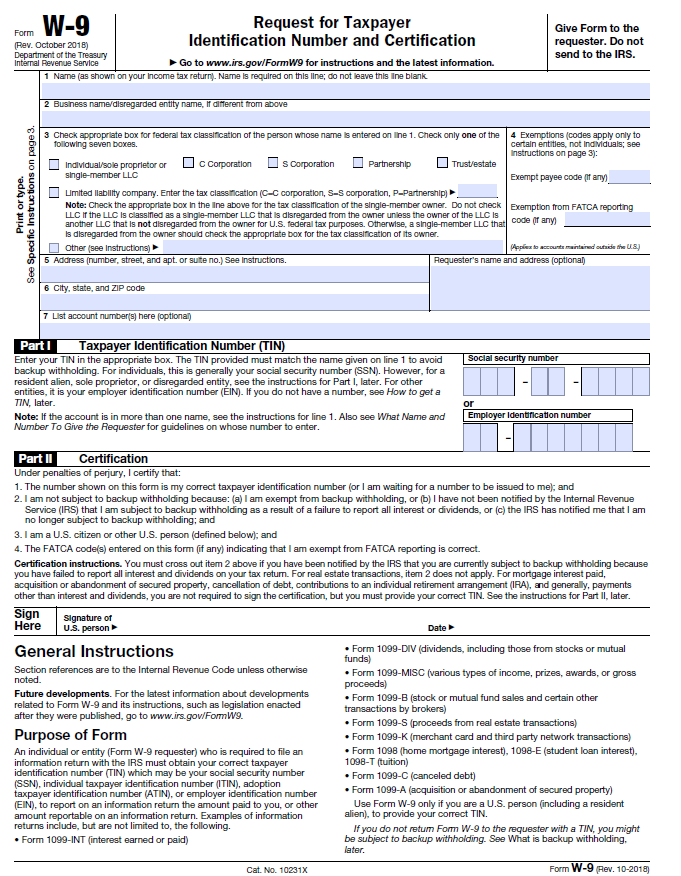 Form W-9
(Rev. October 2018)
Department of the Treasury
Internal Revenue Service
Request for Taxpayer
Identification Number and Certification
▶ Go to www.irs.gov/FormW9 for instructions and the latest information.
Give Form to the
requester. Do not
send to the IRS.
Print or type.
See Specific Instructions on page 3.
1 Name (as shown on your income tax return). Name is required on this line; do not leave this line blank.
2 Business name/disregarded entity name, if different from above
3 Check appropriate box for federal tax classification of the person whose name is entered on line 1. Check only one of the
following seven boxes.
Individual/sole proprietor or
single-member LLC
C Corporation
S Corporation
Partnership
Trust/estate
Limited liability company. Enter the tax classification (C=C corporation, S=S corporation, P=Partnership) ▶
Note: Check the appropriate box in the line above for the tax classification of the single-member owner. Do not check
LLC if the LLC is classified as a single-member LLC that is disregarded from the owner unless the owner of the LLC is
another LLC that is not disregarded from the owner for U.S. federal tax purposes. Otherwise, a single-member LLC that
is disregarded from the owner should check the appropriate box for the tax classification of its owner.
Other (see instructions) ▶
4 Exemptions (codes apply only to
certain entities, not individuals; see
instructions on page 3):
Exempt payee code (if any)
Exemption from FATCA reporting
code (if any)
(Applies to accounts maintained outside the U.S.)
5 Address (number, street, and apt. or suite no.) See instructions.
Requester's name and address (optional)
6 City, state, and ZIP code
7 List account number(s) here (optional)
Part I Taxpayer Identification Number (TIN)
Enter your TIN in the appropriate box. The TIN provided must match the name given on line 1 to avoid
backup withholding. For individuals, this is generally your social security number (SSN). However, for a
resident alien, sole proprietor, or disregarded entity, see the instructions for Part I, later. For other
entities, it is your employer identification number (EIN). If you do not have a number, see How to get a
TIN, later.
Note: If the account is in more than one name, see the instructions for line 1. Also see What Name and
Number To Give the Requester for guidelines on whose number to enter.
Social security number
– –
or
Employer identification number
–
Part II Certification
Under penalties of perjury, I certify that:
1. The number shown on this form is my correct taxpayer identification number (or I am waiting for a number to be issued to me); and
2. I am not subject to backup withholding because: (a) I am exempt from backup withholding, or (b) I have not been notified by the Internal Revenue
Service (IRS) that I am subject to backup withholding as a result of a failure to report all interest or dividends, or (c) the IRS has notified me that I am
no longer subject to backup withholding; and
3. I am a U.S. citizen or other U.S. person (defined below); and
4. The FATCA code(s) entered on this form (if any) indicating that I am exempt from FATCA reporting is correct.
Certification instructions. You must cross out item 2 above if you have been notified by the IRS that you are currently subject to backup withholding because
you have failed to report all interest and dividends on your tax return. For real estate transactions, item 2 does not apply. For mortgage interest paid,
acquisition or abandonment of secured property, cancellation of debt, contributions to an individual retirement arrangement (IRA), and generally, payments
other than interest and dividends, you are not required to sign the certification, but you must provide your correct TIN. See the instructions for Part II, later.
Sign
Here
Signature of
U.S. person ▶
Date ▶
General Instructions
Section references are to the Internal Revenue Code unless otherwise
noted.
Future developments. For the latest information about developments
related to Form W-9 and its instructions, such as legislation enacted
after they were published, go to www.irs.gov/FormW9.
Purpose of Form
An individual or entity (Form W-9 requester) who is required to file an
information return with the IRS must obtain your correct taxpayer
identification number (TIN) which may be your social security number
(SSN), individual taxpayer identification number (ITIN), adoption
taxpayer identification number (ATIN), or employer identification number
(EIN), to report on an information return the amount paid to you, or other
amount reportable on an information return. Examples of information
returns include, but are not limited to, the following.
• Form 1099-INT (interest earned or paid)
• Form 1099-DIV (dividends, including those from stocks or mutual
funds)
• Form 1099-MISC (various types of income, prizes, awards, or gross
proceeds)
• Form 1099-B (stock or mutual fund sales and certain other
transactions by brokers)
• Form 1099-S (proceeds from real estate transactions)
• Form 1099-K (merchant card and third party network transactions)
• Form 1098 (home mortgage interest), 1098-E (student loan interest),
1098-T (tuition)
• Form 1099-C (canceled debt)
• Form 1099-A (acquisition or abandonment of secured property)
Use Form W-9 only if you are a U.S. person (including a resident
alien), to provide your correct TIN.
If you do not return Form W-9 to the requester with a TIN, you might
be subject to backup withholding. See What is backup withholding,
later.
Cat. No. 10231X
Form W-9 (Rev. 10-2018)